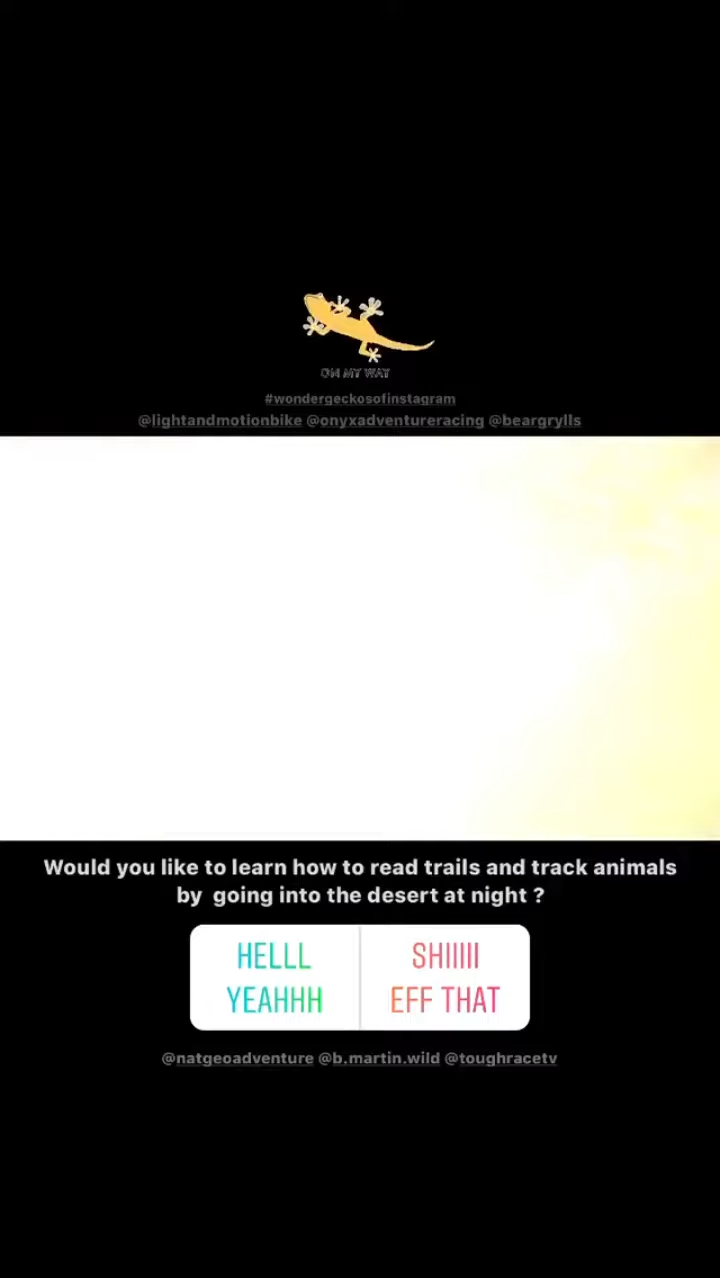 ON MY WAY
#wondergeckosofinstagram
@lightandmotionbike @onyxadventureracing @beargrylls
Would you like to learn how to read trails and track animals
by going into the desert at night ?
HELLL
YEAHHH
SHIIIII
EFF THAT
@natgeoadventure @b.martin.wild @toughracetv